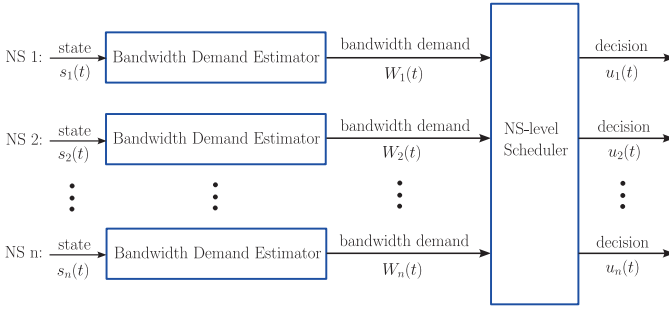 NS 1: state s₁(t) Bandwidth Demand Estimator bandwidth demand W₁(t) decision u₁(t)
NS 2: state s₂(t) Bandwidth Demand Estimator bandwidth demand W₂(t) decision u₂(t)
NS-level
Scheduler
NS n: state sₙ(t) Bandwidth Demand Estimator bandwidth demand Wₙ(t) decision uₙ(t)